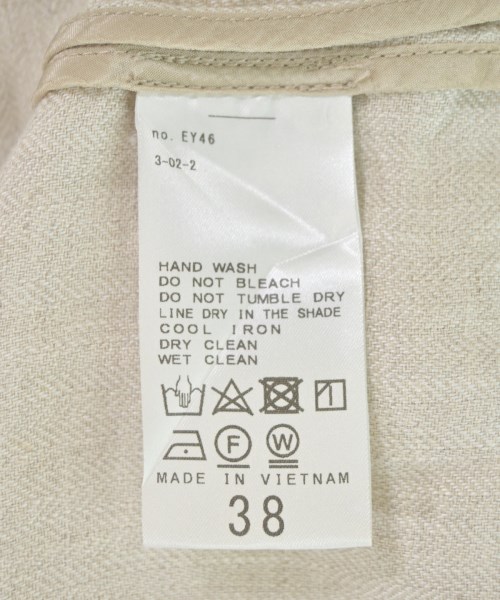 no. EY46
3-02-2
HAND WASH
DO NOT BLEACH
DO NOT TUMBLE DRY
LINE DRY IN THE SHADE
COOL IRON
DRY CLEAN
WET CLEAN
F W
MADE IN VIETNAM
38